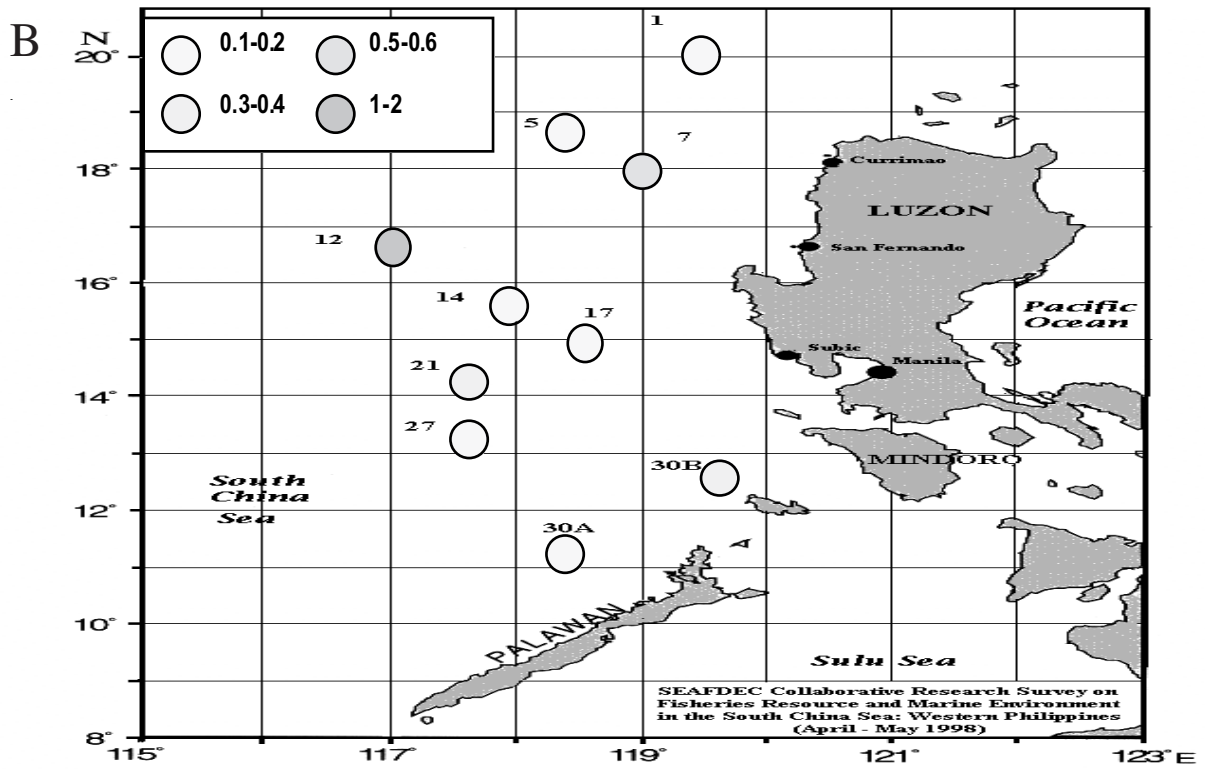 B
N
20°
18°
16°
14°
12°
10°
8°
115°
117°
119°
121°
123° E
0.1-0.2
0.5-0.6
0.3-0.4
1-2
1
5
7
12
14
17
21
27
30B
30A
Currimao
LUZON
San Fernando
Pacific
Ocean
Subic
Manila
MINDORO
South
China
Sea
PALAWAN
Sulu Sea
SEAFDEC Collaborative Research Survey on
Fisheries Resource and Marine Environment
in the South China Sea: Western Philippines
(April - May 1998)